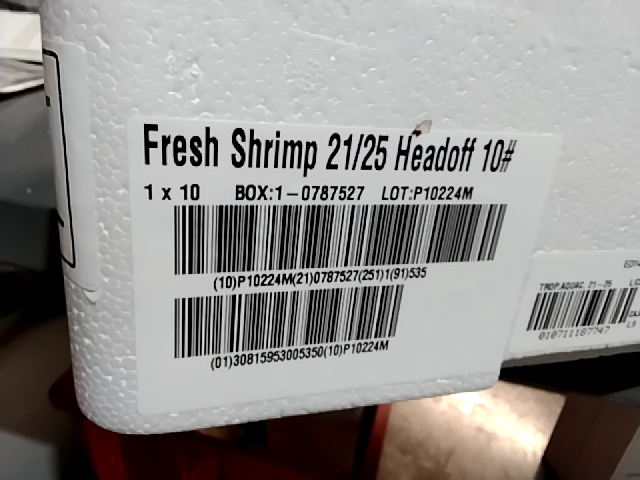 Fresh Shrimp 21/25 Headoff 10#
1 x 10 BOX:1-0787527 LOT:P10224M
(10)P10224M(21)0787527(251)1(91)535
(01)30815953005350(10)P10224M
TROP.AQUAC. 21-25
010711187747